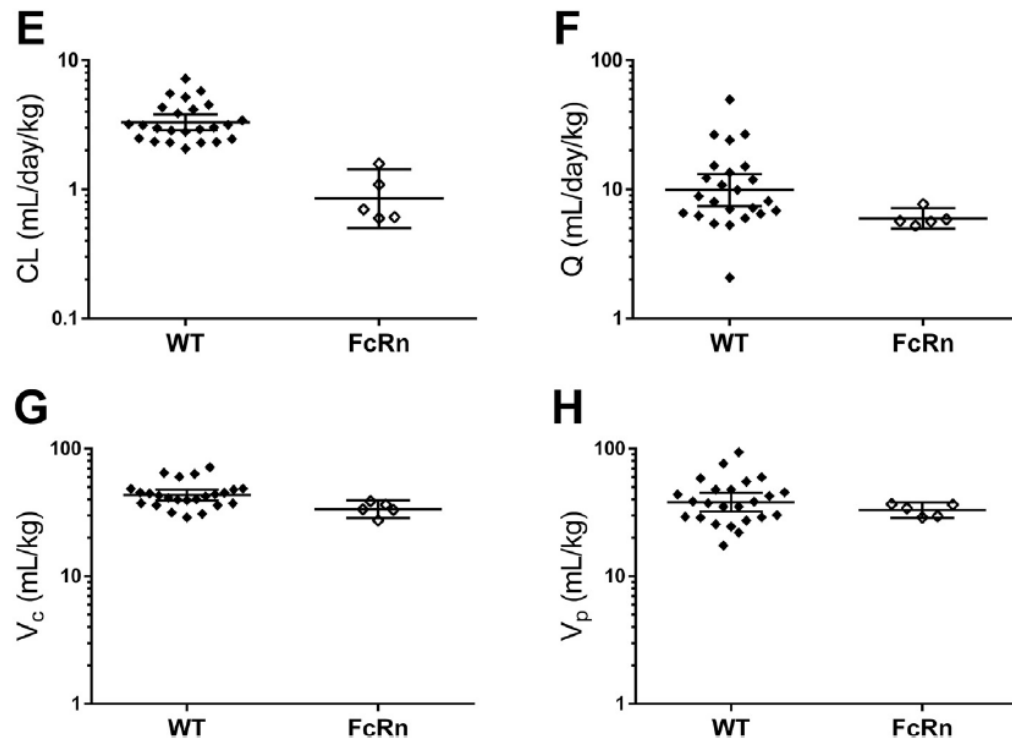 E
CL (mL/day/kg)
10
1
0.1
WT FcRn
F
Q (mL/day/kg)
100
10
1
WT FcRn
G
Vc (mL/kg)
100
10
1
WT FcRn
H
Vp (mL/kg)
100
10
1
WT FcRn